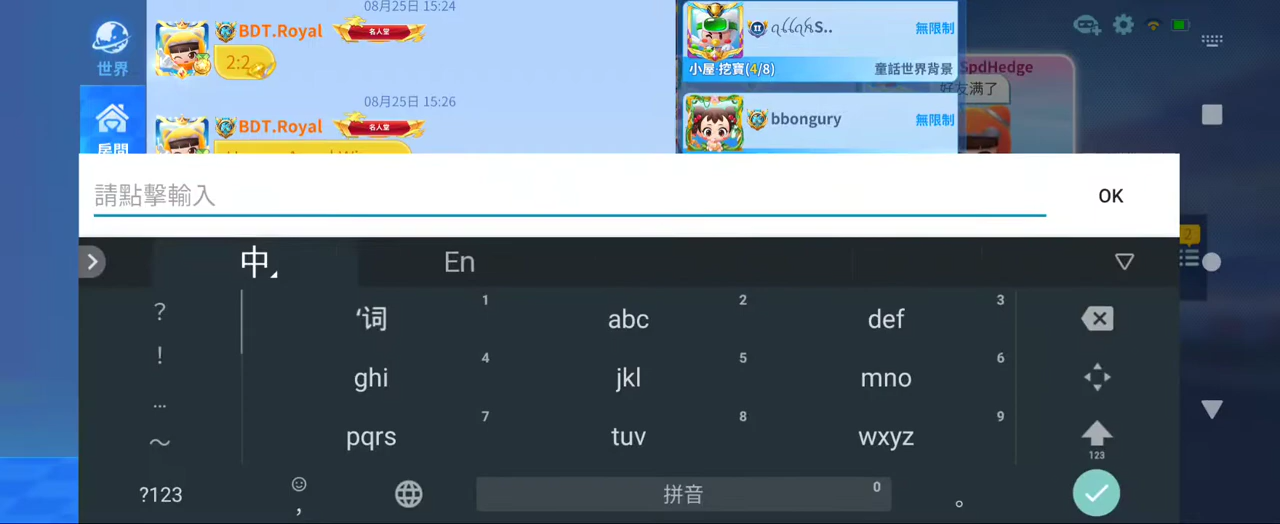 08月25日 15:24
BDT.Royal
名人堂
2:2
世界
08月25日 15:26
BDT.Royal
名人堂
房間
無限制
小屋·挖寶(4/8)
童話世界背景
bbongury
無限制
SpdHedge
好友满了
2
請點擊輸入
OK
中
En
?
!
…
～
‘词
1
abc
2
def
3
ghi
4
jkl
5
mno
6
pqrs
7
tuv
8
wxyz
9
123
?123
,
拼音
0
。